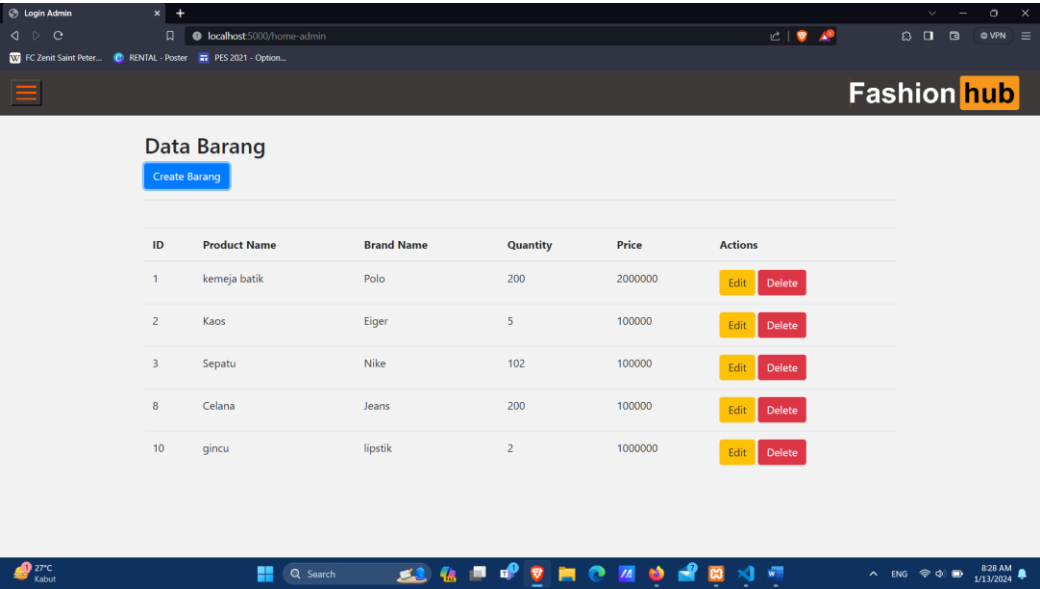 Login Admin
localhost:5000/home-admin
VPN
W FC Zenit Saint Peter... RENTAL - Poster PES 2021 - Option...
Fashion hub
Data Barang
Create Barang
ID Product Name Brand Name Quantity Price Actions
1 kemeja batik Polo 200 2000000 Edit Delete
2 Kaos Eiger 5 100000 Edit Delete
3 Sepatu Nike 102 100000 Edit Delete
8 Celana Jeans 200 100000 Edit Delete
10 gincu lipstik 2 1000000 Edit Delete
27°C
Kabut
Search
ENG
8:28 AM
1/13/2024